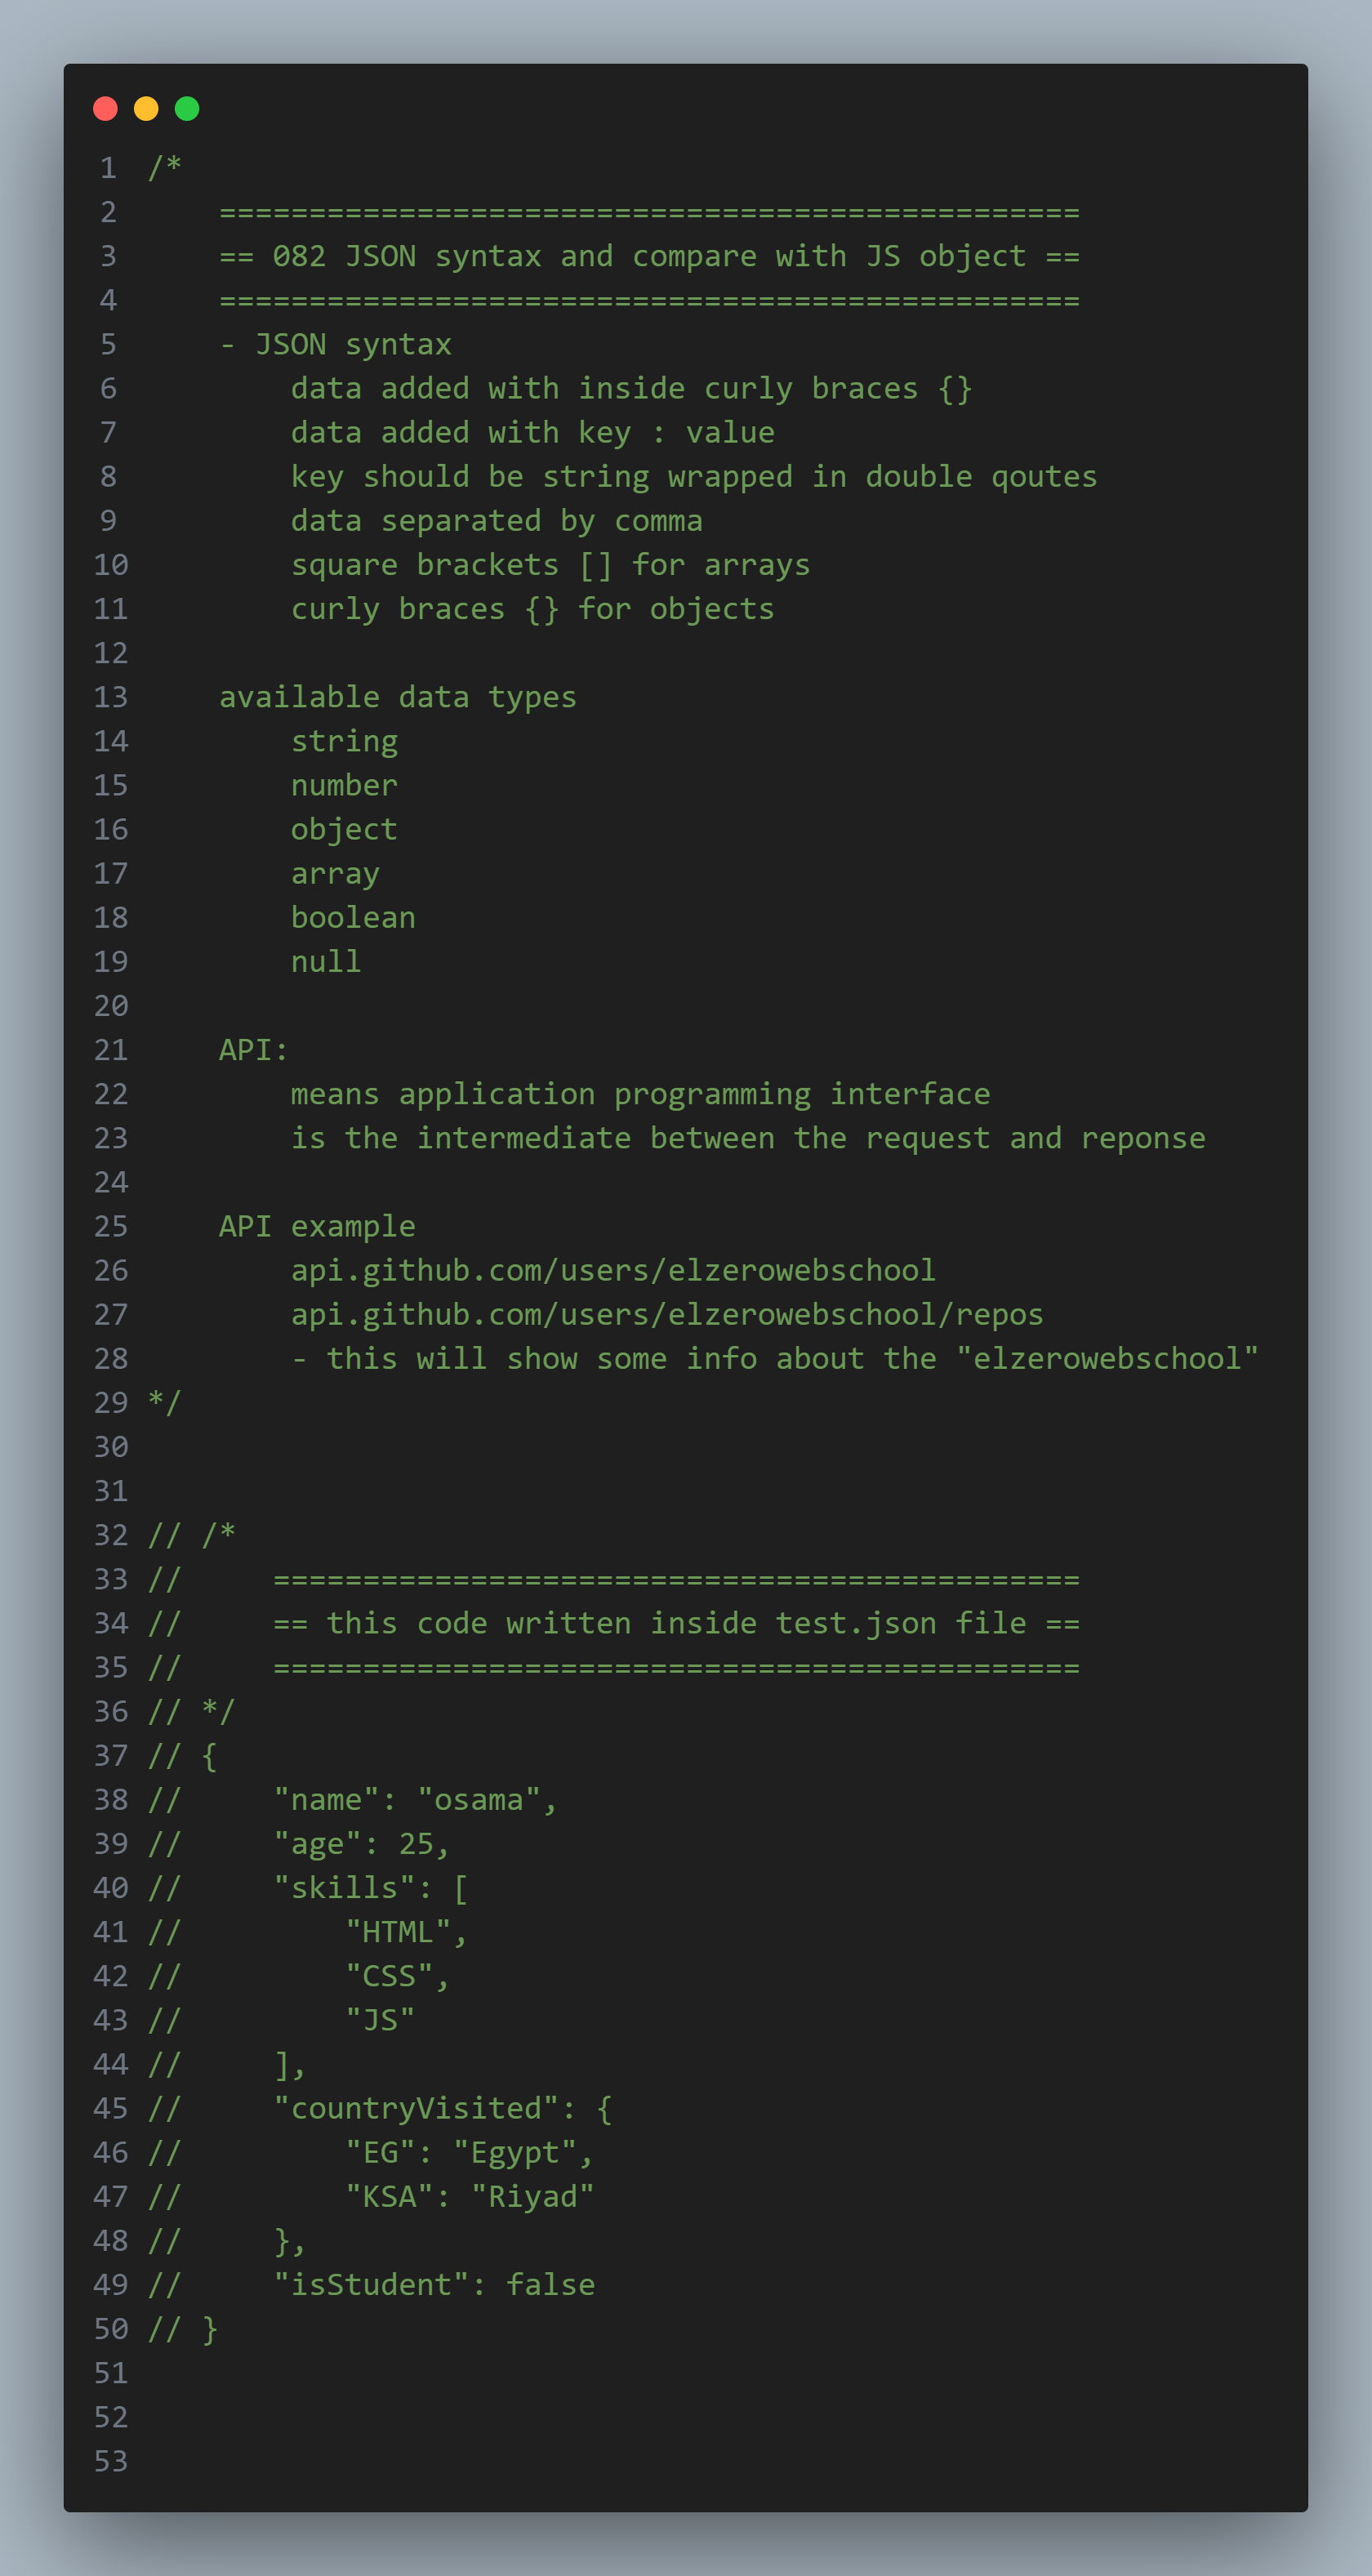 1 /*
2     ================================================
3     == 082 JSON syntax and compare with JS object ==
4     ================================================
5     - JSON syntax
6         data added with inside curly braces {}
7         data added with key : value
8         key should be string wrapped in double qoutes
9         data separated by comma
10         square brackets [] for arrays
11         curly braces {} for objects
12
13     available data types
14         string
15         number
16         object
17         array
18         boolean
19         null
20
21     API:
22         means application programming interface
23         is the intermediate between the request and reponse
24
25     API example
26         api.github.com/users/elzerowebschool
27         api.github.com/users/elzerowebschool/repos
28         - this will show some info about the "elzerowebschool"
29 */
30
31
32 // /*
33 //     =============================================
34 //     == this code written inside test.json file ==
35 //     =============================================
36 // */
37 // {
38 //     "name": "osama",
39 //     "age": 25,
40 //     "skills": [
41 //         "HTML",
42 //         "CSS",
43 //         "JS"
44 //     ],
45 //     "countryVisited": {
46 //         "EG": "Egypt",
47 //         "KSA": "Riyad"
48 //     },
49 //     "isStudent": false
50 // }
51
52
53